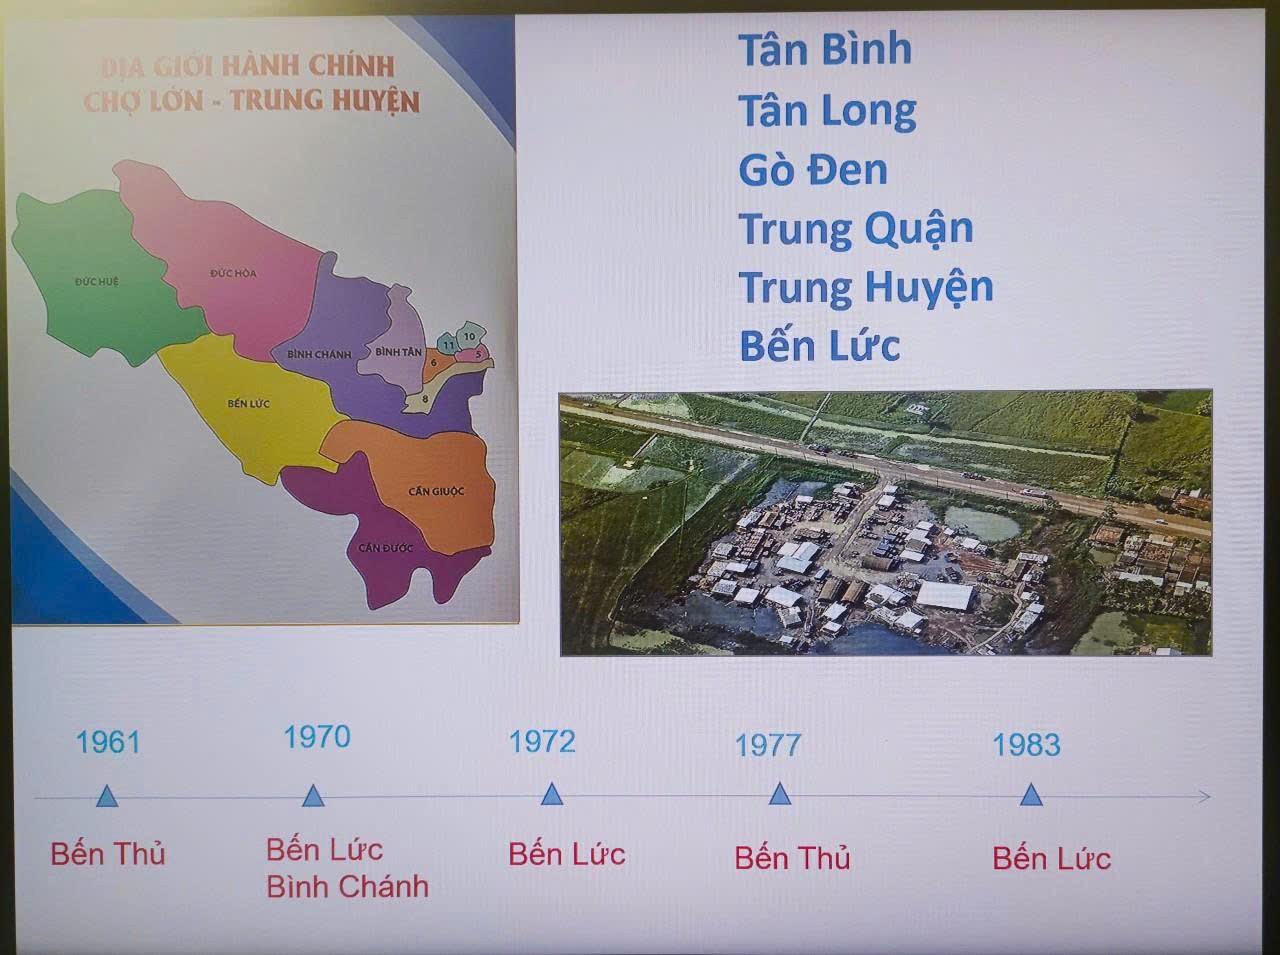 ĐỊA GIỚI HÀNH CHÍNH
CHỢ LỚN - TRUNG HUYỆN
ĐỨC HUỆ
ĐỨC HÒA
BÌNH CHÁNH
BÌNH TÂN
11
10
5
6
8
BẾN LỨC
CẦN GIUỘC
CẦN ĐƯỚC
Tân Bình
Tân Long
Gò Đen
Trung Quận
Trung Huyện
Bến Lức
1961
1970
1972
1977
1983
Bến Thủ
Bến Lức
Bình Chánh
Bến Lức
Bến Thủ
Bến Lức